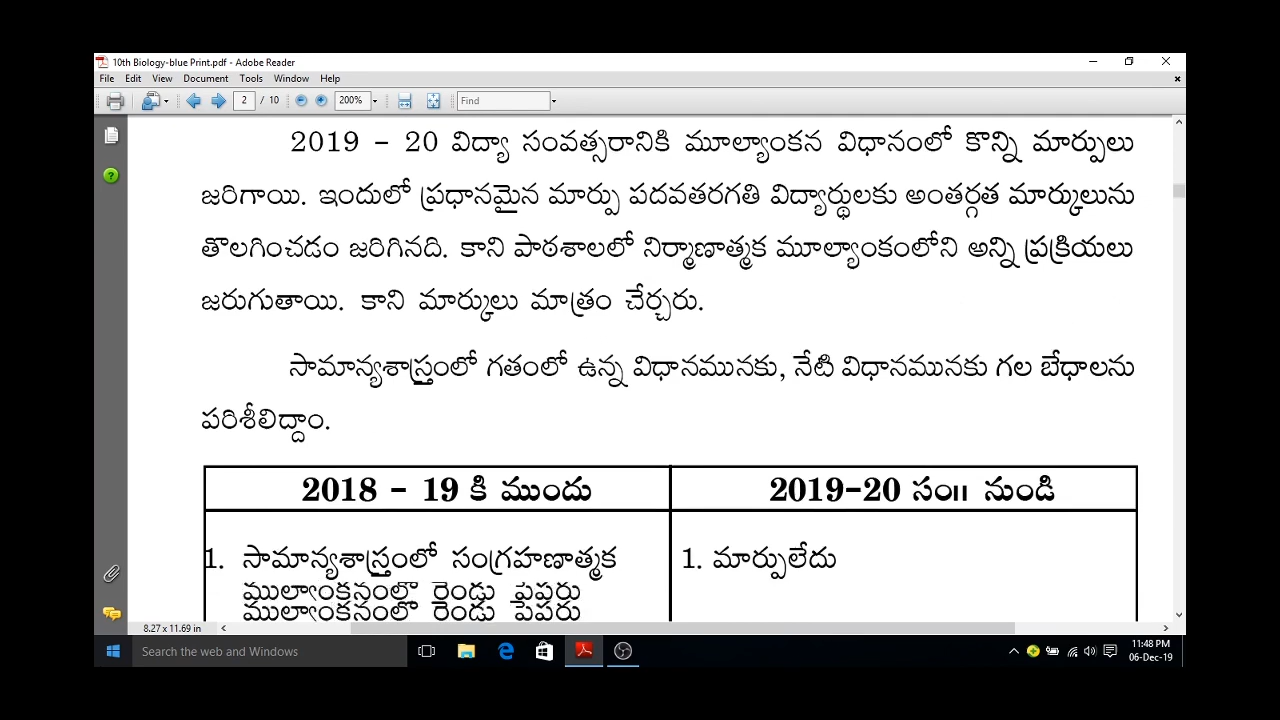 10th Biology-blue Print.pdf - Adobe Reader
File Edit View Document Tools Window Help
2 / 10 200% Find
2019 - 20 విద్యా సంవత్సరానికి మూల్యాంకన విధానంలో కొన్ని మార్పులు
జరిగాయి. ఇందులో ప్రధానమైన మార్పు పదవతరగతి విద్యార్థులకు అంతర్గత మార్కులును
తొలగించడం జరిగినది. కాని పాఠశాలలో నిర్మాణాత్మక మూల్యాంకంలోని అన్ని ప్రక్రియలు
జరుగుతాయి. కాని మార్కులు మాత్రం చేర్చరు.
సామాన్యశాస్త్రంలో గతంలో ఉన్న విధానమునకు, నేటి విధానమునకు గల బేధాలను
పరిశీలిద్దాం.
2018 - 19 కి ముందు
2019-20 సం॥ నుండి
1. సామాన్యశాస్త్రంలో సంగ్రహణాత్మక
1. మార్పులేదు
8.27 x 11.69 in
Search the web and Windows
11:48 PM
06-Dec-19